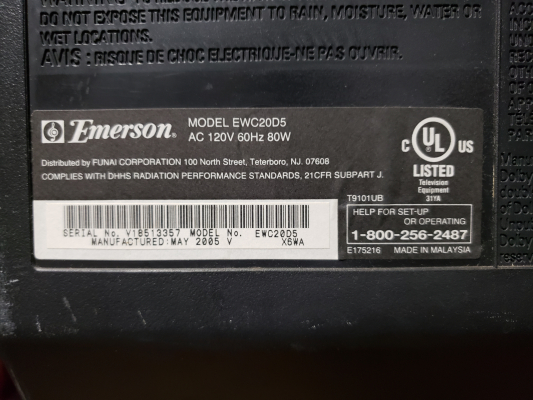 DO NOT EXPOSE THIS EQUIPMENT TO RAIN, MOISTURE, WATER OR
WET LOCATIONS.
AVIS : RISQUE DE CHOC ELECTRIQUE-NE PAS OUVRIR.
Emerson®
MODEL EWC20D5
AC 120V 60Hz 80W
Distributed by FUNAI CORPORATION 100 North Street, Teterboro, NJ. 07608
COMPLIES WITH DHHS RADIATION PERFORMANCE STANDARDS, 21CFR SUBPART J.
C UL US
LISTED
Television
Equipment
31YA
T9101UB
SERIAL No. V18513357 MODEL No. EWC20D5
MANUFACTURED:MAY 2005 V X6WA
HELP FOR SET-UP
OR OPERATING
1-800-256-2487
E175216 MADE IN MALAYSIA